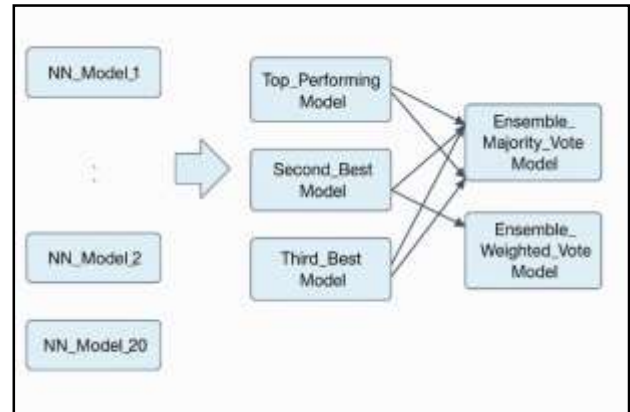 NN_Model_1
:
NN_Model_2
NN_Model_20
Top_Performing
Model
Second_Best
Model
Third_Best
Model
Ensemble_
Majority_Vote
Model
Ensemble_
Weighted_Vote
Model